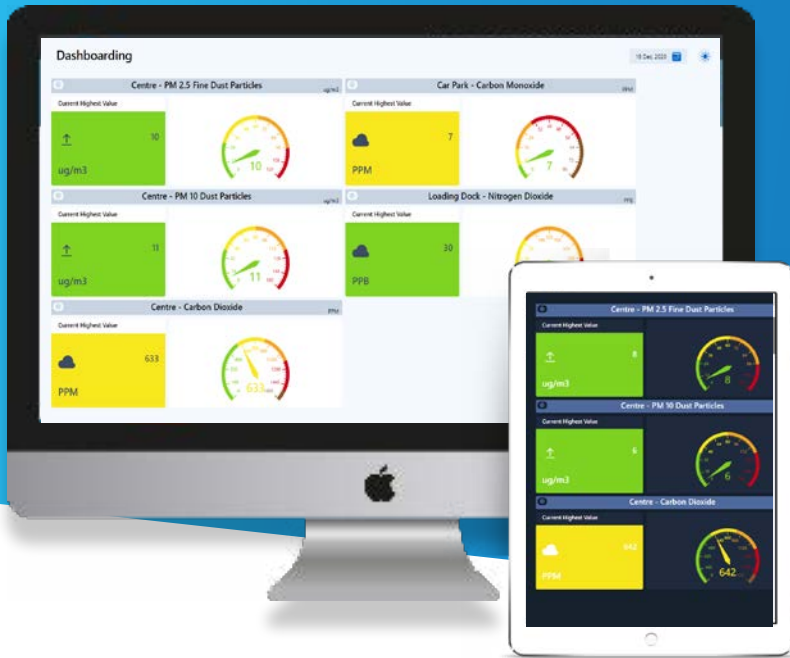 Dashboarding
18 Dec 2020
Centre - PM 2.5 Fine Dust Particles
ug/m3
Car Park - Carbon Monoxide
PPM
Current Highest Value
Current Highest Value
10
ug/m3
10
7
PPM
7
Centre - PM 10 Dust Particles
ug/m3
Loading Dock - Nitrogen Dioxide
PPB
Current Highest Value
Current Highest Value
11
ug/m3
11
30
PPB
Centre - Carbon Dioxide
PPM
Current Highest Value
633
PPM
633
Centre - PM 2.5 Fine Dust Particles
Current Highest Value
8
ug/m3
8
Centre - PM 10 Dust Particles
Current Highest Value
6
ug/m3
6
Centre - Carbon Dioxide
Current Highest Value
642
PPM
642